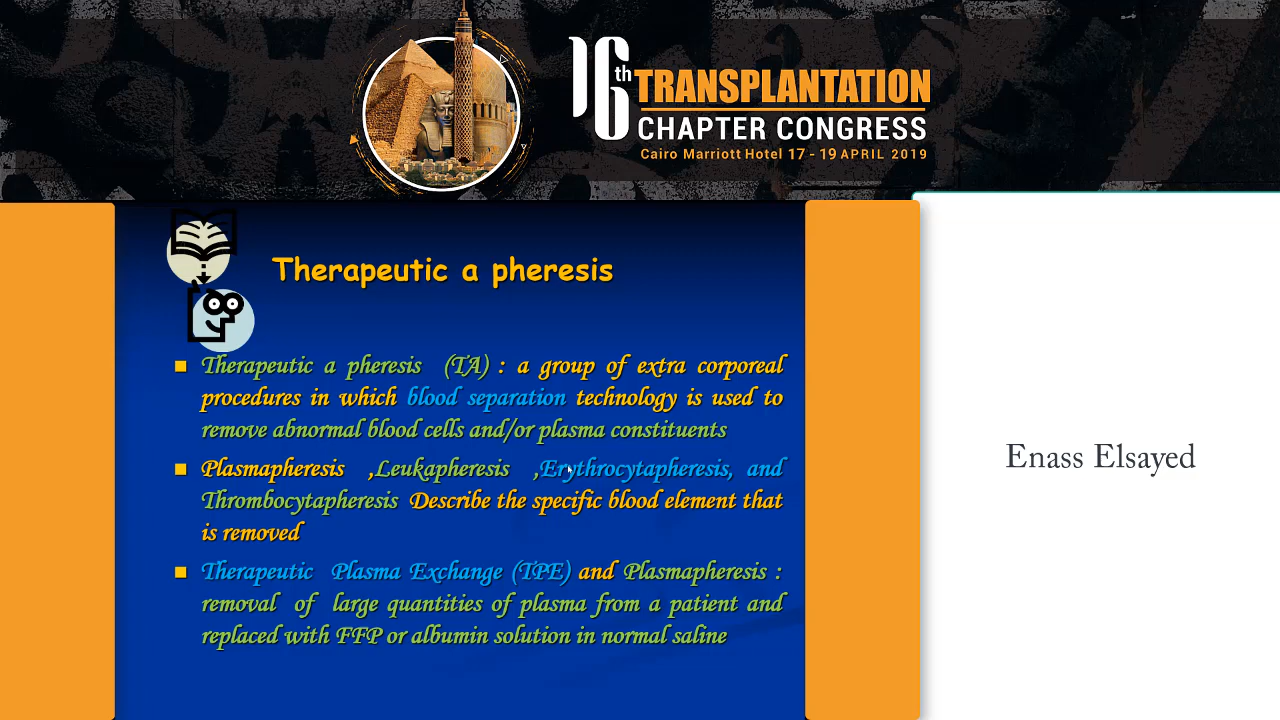 16th TRANSPLANTATION
CHAPTER CONGRESS
Cairo Marriott Hotel 17 - 19 APRIL 2019
Therapeutic a pheresis
Therapeutic a pheresis (TA) : a group of extra corporeal
procedures in which blood separation technology is used to
remove abnormal blood cells and/or plasma constituents
Plasmapheresis ,Leukapheresis ,Erythrocytapheresis, and
Thrombocytapheresis Describe the specific blood element that
is removed
Therapeutic Plasma Exchange (TPE) and Plasmapheresis :
removal of large quantities of plasma from a patient and
replaced with FFP or albumin solution in normal saline
Enass Elsayed